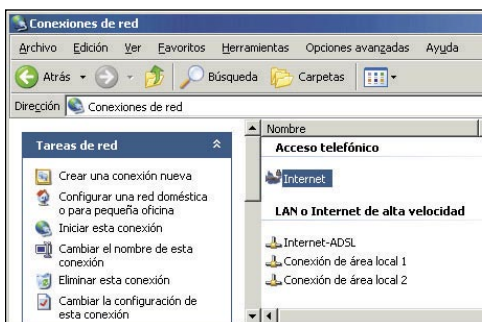 Conexiones de red
Archivo Edición Ver Favoritos Herramientas Opciones avanzadas Ayuda
Atrás Búsqueda Carpetas
Dirección Conexiones de red
Tareas de red
Crear una conexión nueva
Configurar una red doméstica
o para pequeña oficina
Iniciar esta conexión
Cambiar el nombre de esta
conexión
Eliminar esta conexión
Cambiar la configuración de
esta conexión
Nombre
Acceso telefónico
Internet
LAN o Internet de alta velocidad
Internet-ADSL
Conexión de área local 1
Conexión de área local 2